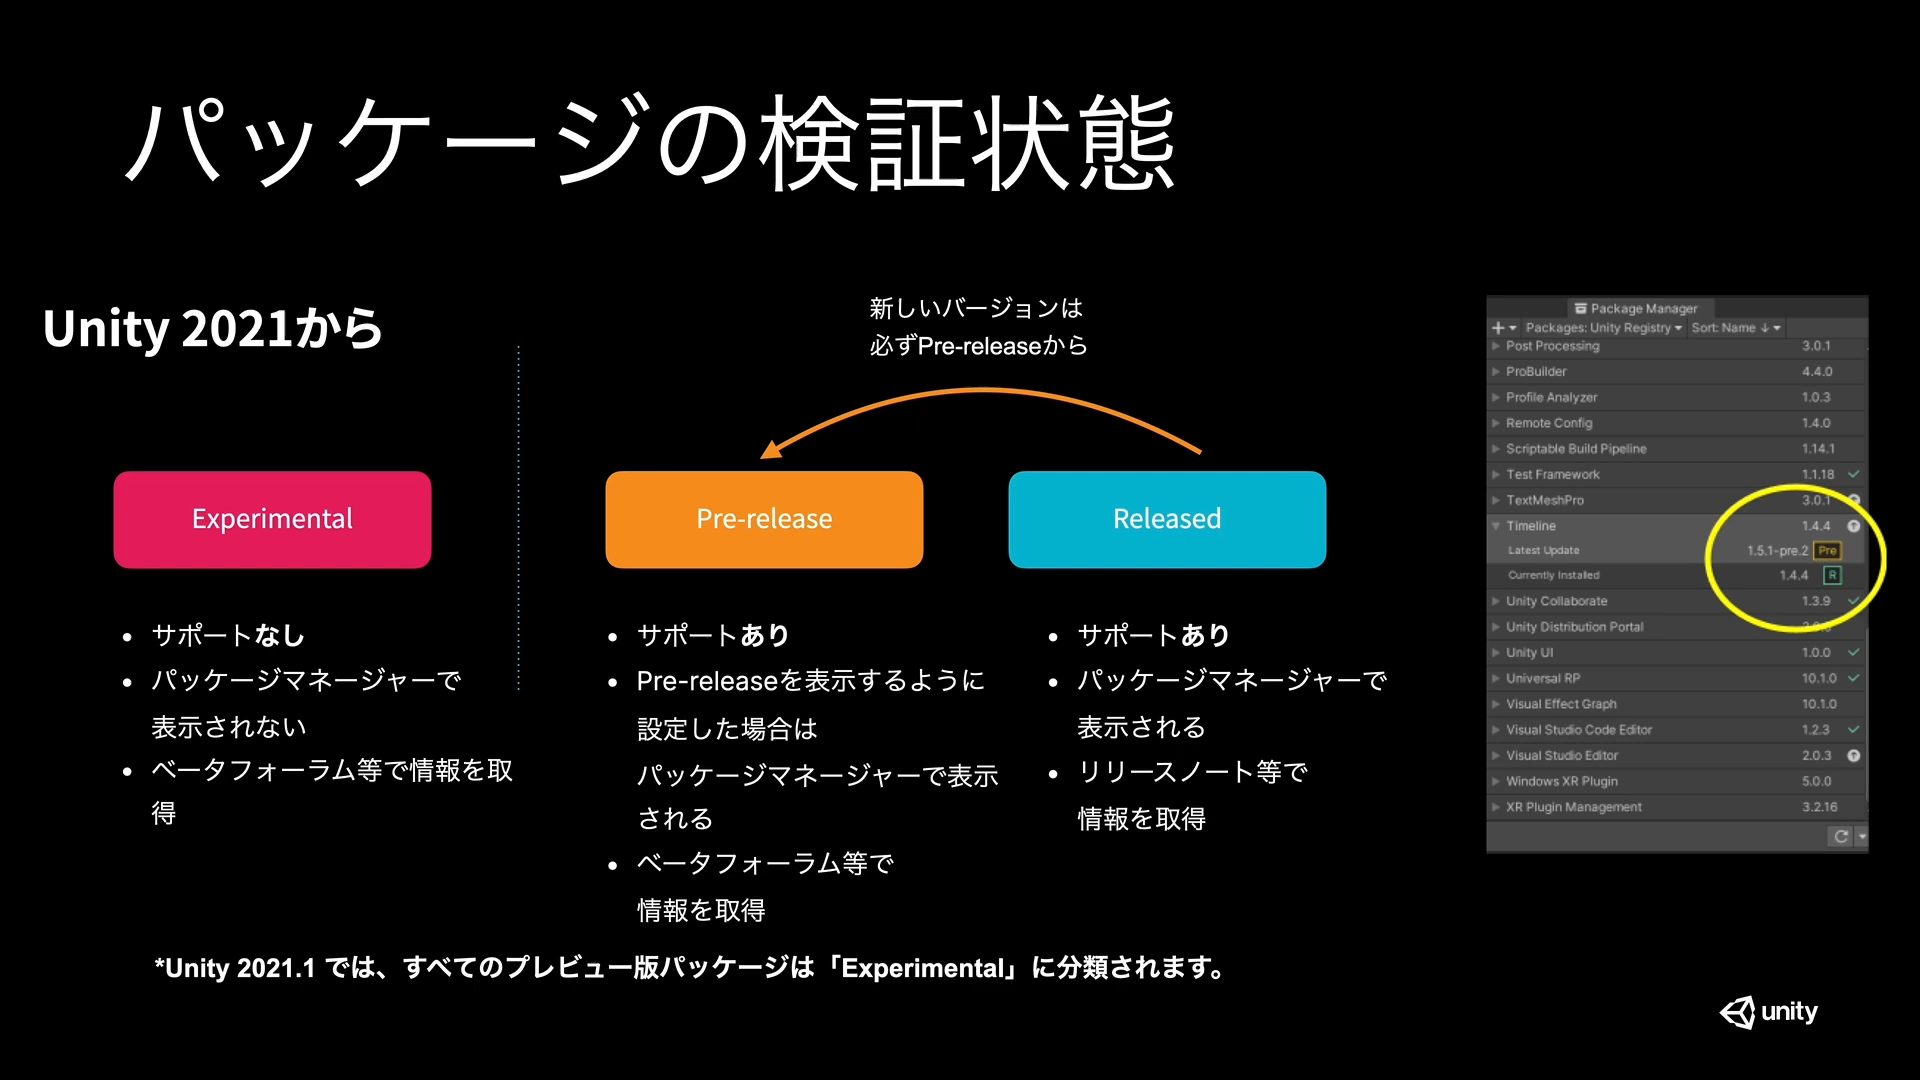 パッケージの検証状態
Unity 2021から
新しいバージョンは
必ずPre-releaseから
Experimental
Pre-release
Released
• サポートなし
• パッケージマネージャーで
表示されない
• ベータフォーラム等で情報を取
得
• サポートあり
• Pre-releaseを表示するように
設定した場合は
パッケージマネージャーで表示
される
• ベータフォーラム等で
情報を取得
• サポートあり
• パッケージマネージャーで
表示される
• リリースノート等で
情報を取得
*Unity 2021.1 では、すべてのプレビュー版パッケージは「Experimental」に分類されます。
Package Manager
Packages: Unity Registry Sort: Name ↓
Post Processing 3.0.1
ProBuilder 4.4.0
Profile Analyzer 1.0.3
Remote Config 1.4.0
Scriptable Build Pipeline 1.14.1
Test Framework 1.1.18
TextMeshPro 3.0.1
Timeline 1.4.4
Latest Update 1.5.1-pre.2 Pre
Currently Installed 1.4.4 R
Unity Collaborate 1.3.9
Unity Distribution Portal
Unity UI 1.0.0
Universal RP 10.1.0
Visual Effect Graph 10.1.0
Visual Studio Code Editor 1.2.3
Visual Studio Editor 2.0.3
Windows XR Plugin 5.0.0
XR Plugin Management 3.2.16
unity